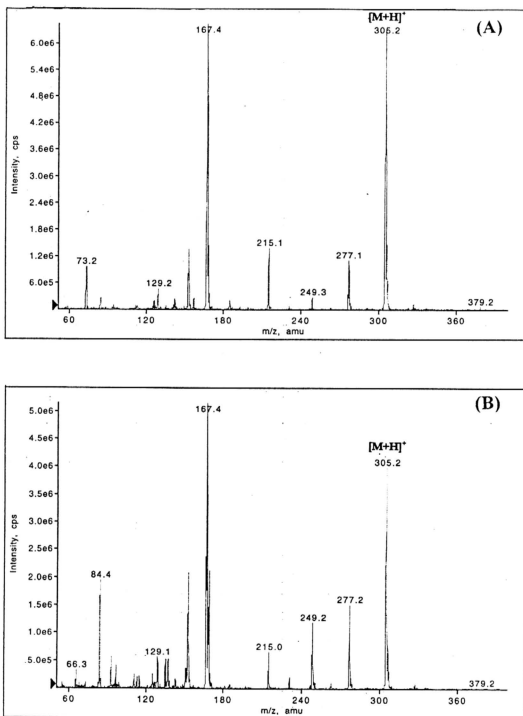 (A)
[M+H]⁺
305.2
167.4
6.0e6
5.4e6
4.8e6
4.2e6
3.6e6
3.0e6
2.4e6
1.8e6
1.2e6
6.0e5
Intensity, cps
73.2
129.2
215.1
249.3
277.1
379.2
60 120 180 240 300 360
m/z, amu
(B)
[M+H]⁺
305.2
167.4
5.0e6
4.5e6
4.0e6
3.5e6
3.0e6
2.5e6
2.0e6
1.5e6
1.0e6
.50e5
Intensity, cps
84.4
66.3
129.1
215.0
249.2
277.2
379.2
60 120 180 240 300 360
m/z, amu